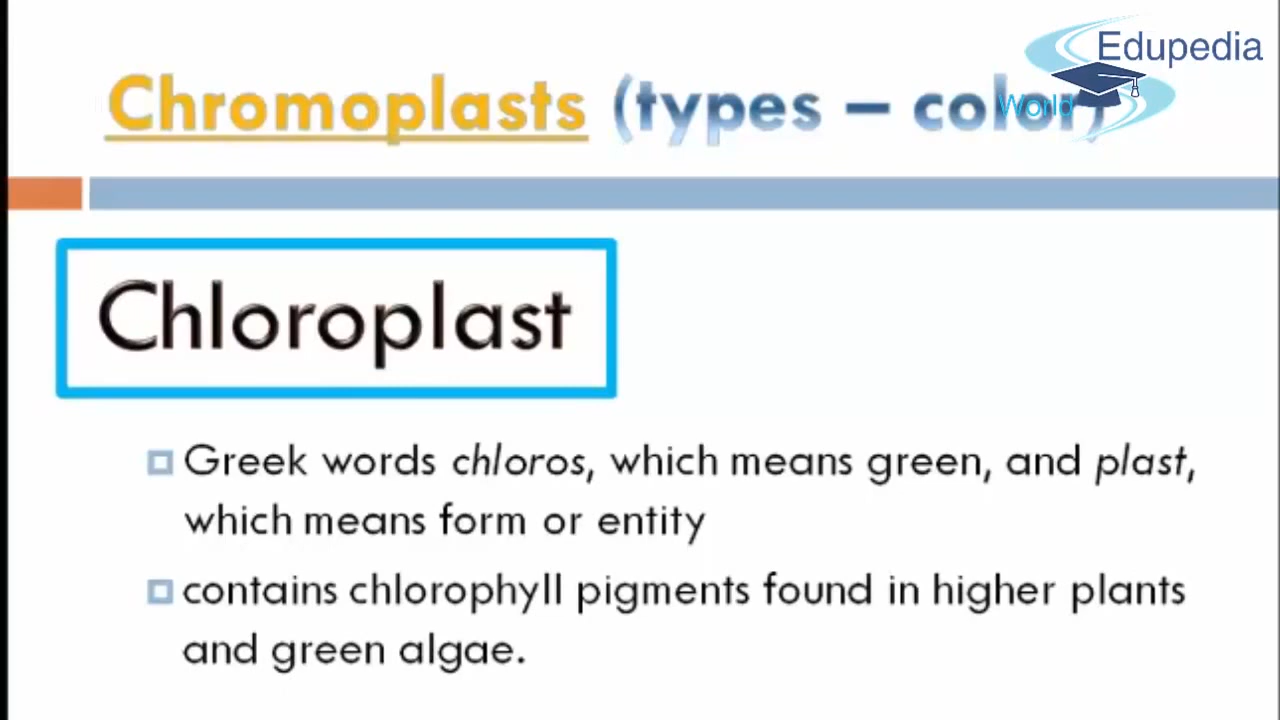 Edupedia
World
Chromoplasts (types – color)
Chloroplast
Greek words chloros, which means green, and plast,
which means form or entity
contains chlorophyll pigments found in higher plants
and green algae.